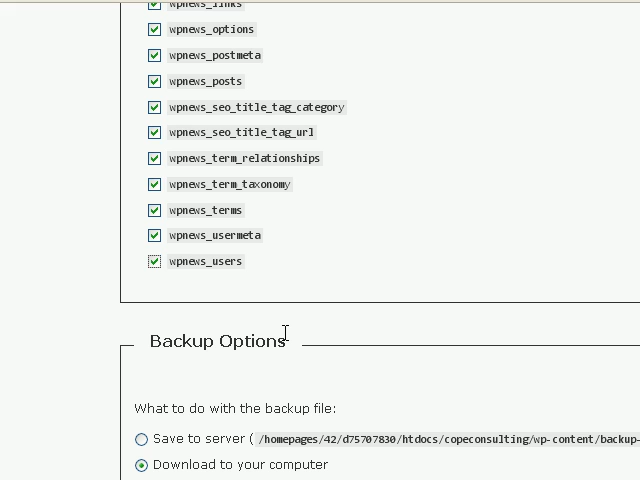 wpnews_links
wpnews_options
wpnews_postmeta
wpnews_posts
wpnews_seo_title_tag_category
wpnews_seo_title_tag_url
wpnews_term_relationships
wpnews_term_taxonomy
wpnews_terms
wpnews_usermeta
wpnews_users
Backup Options
What to do with the backup file:
Save to server ( /homepages/42/d75707830/htdocs/copeconsulting/wp-content/backup-
Download to your computer